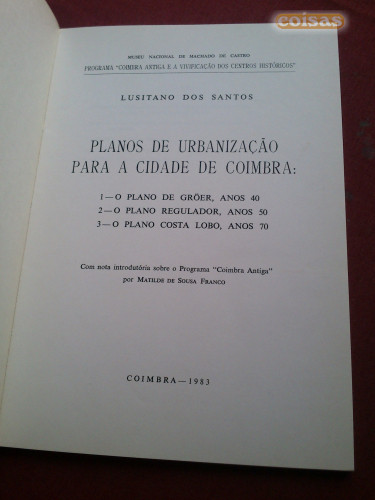 coisas
MUSEU NACIONAL DE MACHADO DE CASTRO
PROGRAMA "COIMBRA ANTIGA E A VIVIFICAÇÃO DOS CENTROS HISTÓRICOS"
LUSITANO DOS SANTOS
PLANOS DE URBANIZAÇÃO
PARA A CIDADE DE COIMBRA:
1—O PLANO DE GRÖER, ANOS 40
2—O PLANO REGULADOR, ANOS 50
3—O PLANO COSTA LOBO, ANOS 70
Com nota introdutória sobre o Programa "Coimbra Antiga"
por MATILDE DE SOUSA FRANCO
COIMBRA—1983